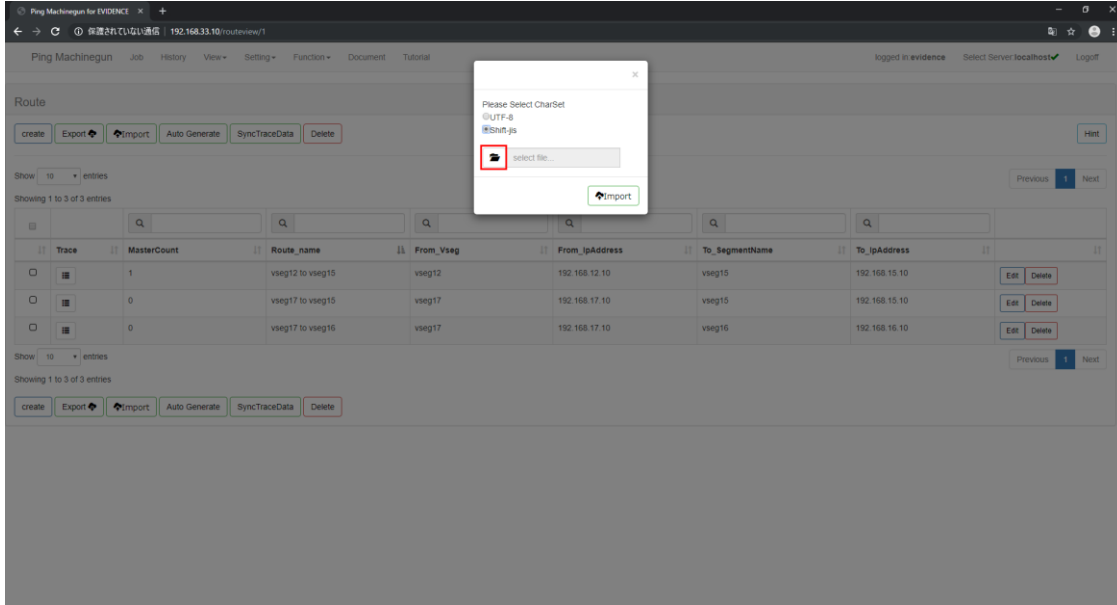 Ping Machinegun for EVIDENCE
保護されていない通信 | 192.168.33.10/routeview/1
Ping Machinegun Job History View Setting Function Document Tutorial logged in:evidence Select Server:localhost Logoff
Please Select CharSet
UTF-8
Shift-jis
select file...
Import
Route
create Export Import Auto Generate SyncTraceData Delete Hint
Show 10 entries Previous 1 Next
Showing 1 to 3 of 3 entries
Trace MasterCount Route_name From_Vseg From_IpAddress To_SegmentName To_IpAddress
1 vseg12 to vseg15 vseg12 192.168.12.10 vseg15 192.168.15.10 Edit Delete
0 vseg17 to vseg15 vseg17 192.168.17.10 vseg15 192.168.15.10 Edit Delete
0 vseg17 to vseg16 vseg17 192.168.17.10 vseg16 192.168.16.10 Edit Delete
Show 10 entries Previous 1 Next
Showing 1 to 3 of 3 entries
create Export Import Auto Generate SyncTraceData Delete